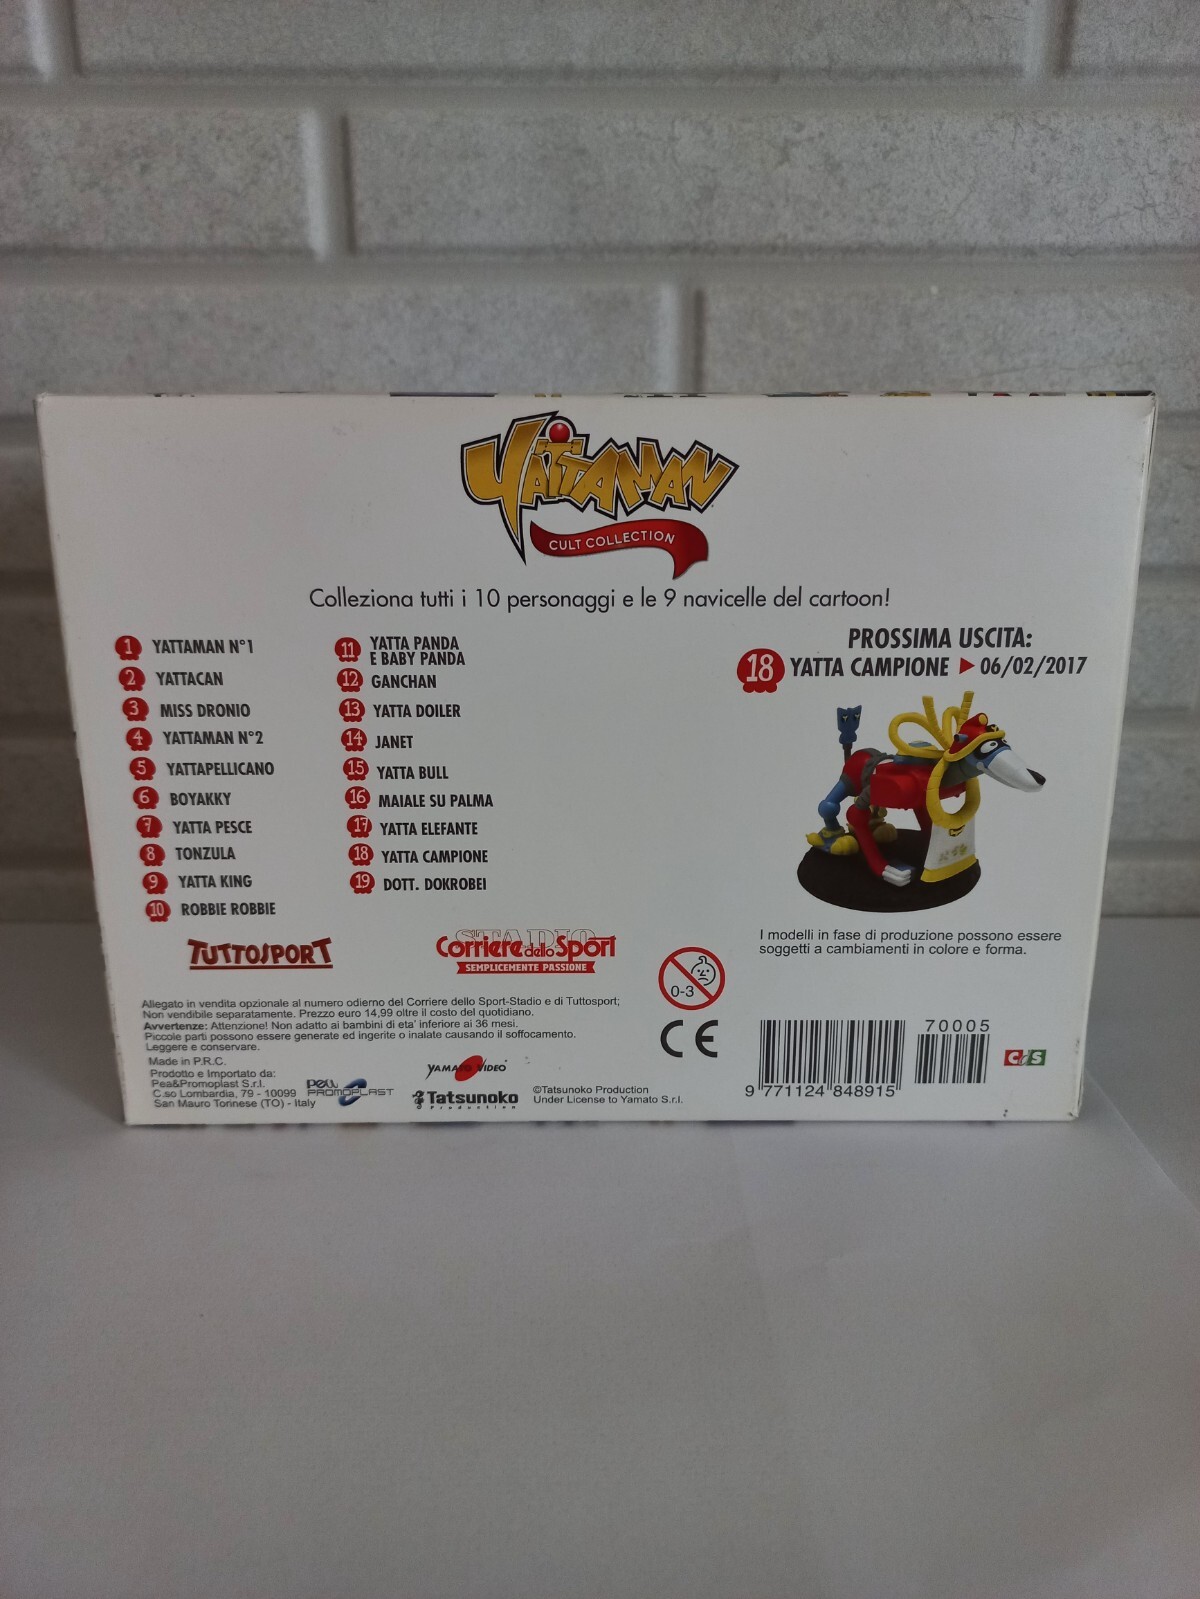 YATTAMAN
CULT COLLECTION
Colleziona tutti i 10 personaggi e le 9 navicelle del cartoon!
1 YATTAMAN N°1
2 YATTACAN
3 MISS DRONIO
4 YATTAMAN N°2
5 YATTAPELLICANO
6 BOYAKKY
7 YATTA PESCE
8 TONZULA
9 YATTA KING
10 ROBBIE ROBBIE
11 YATTA PANDA
E BABY PANDA
12 GANCHAN
13 YATTA DOILER
14 JANET
15 YATTA BULL
16 MAIALE SU PALMA
17 YATTA ELEFANTE
18 YATTA CAMPIONE
19 DOTT. DOKROBEI
PROSSIMA USCITA:
18 YATTA CAMPIONE ► 06/02/2017
I modelli in fase di produzione possono essere
soggetti a cambiamenti in colore e forma.
TUTTOSPORT
STADIO
Corriere dello Sport
SEMPLICEMENTE PASSIONE
0-3
CE
Allegato in vendita opzionale al numero odierno del Corriere dello Sport-Stadio e di Tuttosport;
Non vendibile separatamente. Prezzo euro 14,99 oltre il costo del quotidiano.
Avvertenze: Attenzione! Non adatto ai bambini di eta' inferiore ai 36 mesi.
Piccole parti possono essere generate ed ingerite o inalate causando il soffocamento.
Leggere e conservare.
Made in P.R.C.
Prodotto e Importato da:
Pea&Promoplast S.r.l.
C.so Lombardia, 79 - 10099
San Mauro Torinese (TO) - Italy
Pea
PROMOPLAST
YAMATO VIDEO
Tatsunoko
Production
©Tatsunoko Production
Under License to Yamato S.r.l.
70005
9 771124 848915
CdS